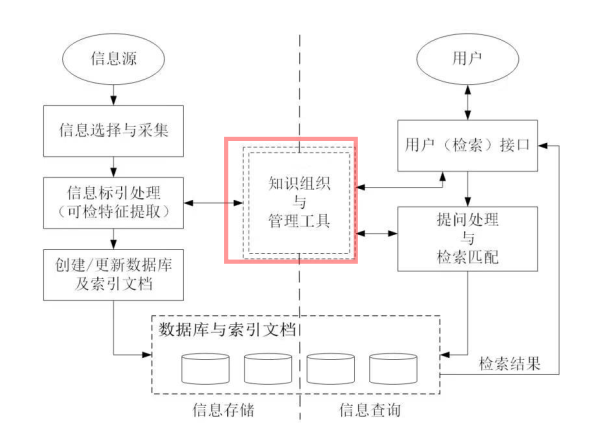 信息源
用户
信息选择与采集
用户（检索）接口
信息标引处理
（可检特征提取）
知识组织
与
管理工具
提问处理
与
检索匹配
创建/更新数据库
及索引文档
数据库与索引文档
检索结果
信息存储
信息查询